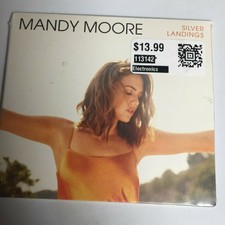 MANDY MOORE
SILVER
LANDINGS
$13.99
113142
Electronics